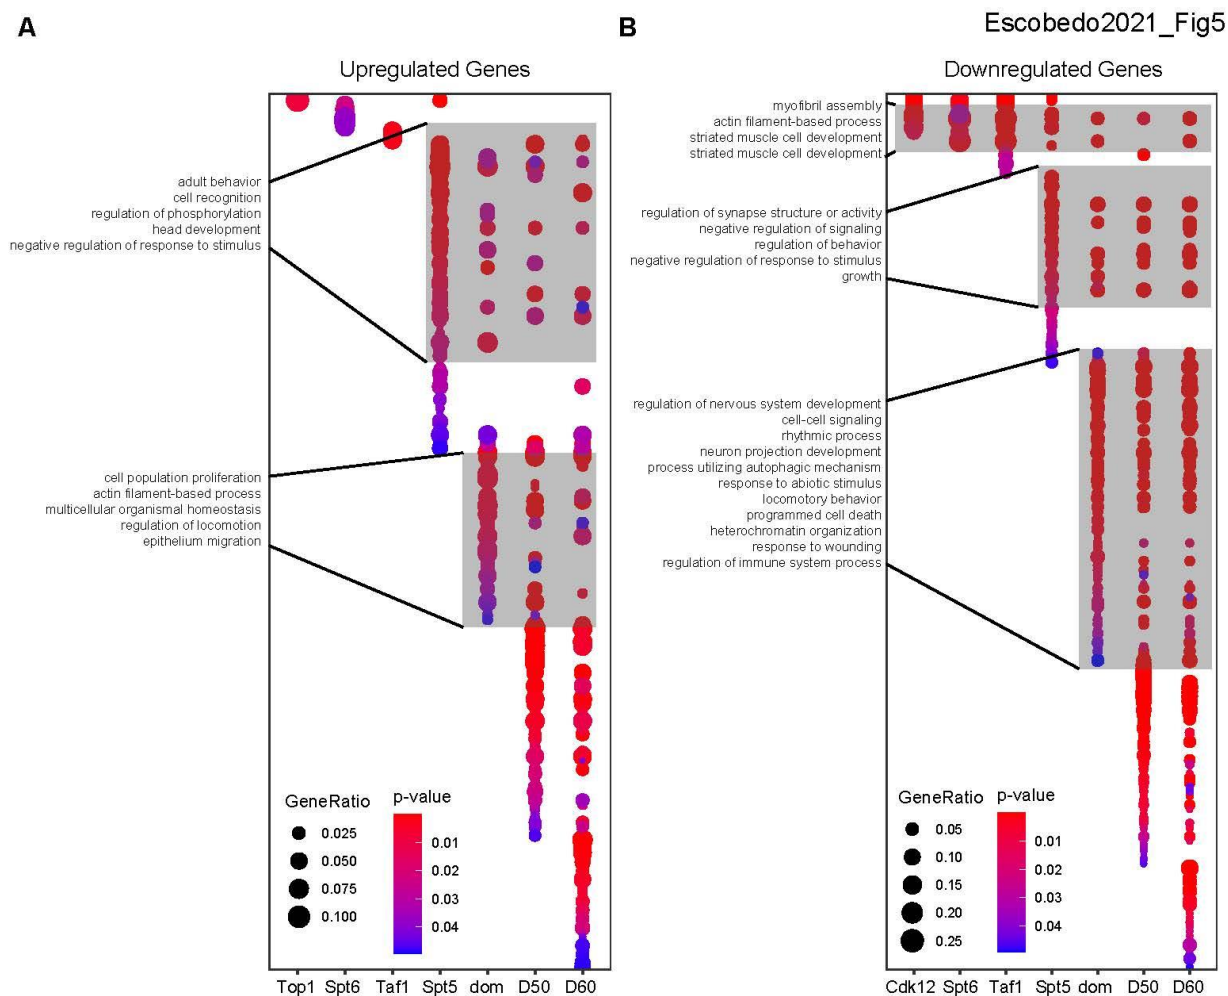 Escobedo2021_Fig5
A
Upregulated Genes
adult behavior
cell recognition
regulation of phosphorylation
head development
negative regulation of response to stimulus
cell population proliferation
actin filament-based process
multicellular organismal homeostasis
regulation of locomotion
epithelium migration
GeneRatio
0.025
0.050
0.075
0.100
p-value
0.01
0.02
0.03
0.04
Top1 Spt6 Taf1 Spt5 dom D50 D60
B
Downregulated Genes
myofibril assembly
actin filament-based process
striated muscle cell development
striated muscle cell development
regulation of synapse structure or activity
negative regulation of signaling
regulation of behavior
negative regulation of response to stimulus
growth
regulation of nervous system development
cell-cell signaling
rhythmic process
neuron projection development
process utilizing autophagic mechanism
response to abiotic stimulus
locomotory behavior
programmed cell death
heterochromatin organization
response to wounding
regulation of immune system process
GeneRatio
0.05
0.10
0.15
0.20
0.25
p-value
0.01
0.02
0.03
0.04
Cdk12 Spt6 Taf1 Spt5 dom D50 D60